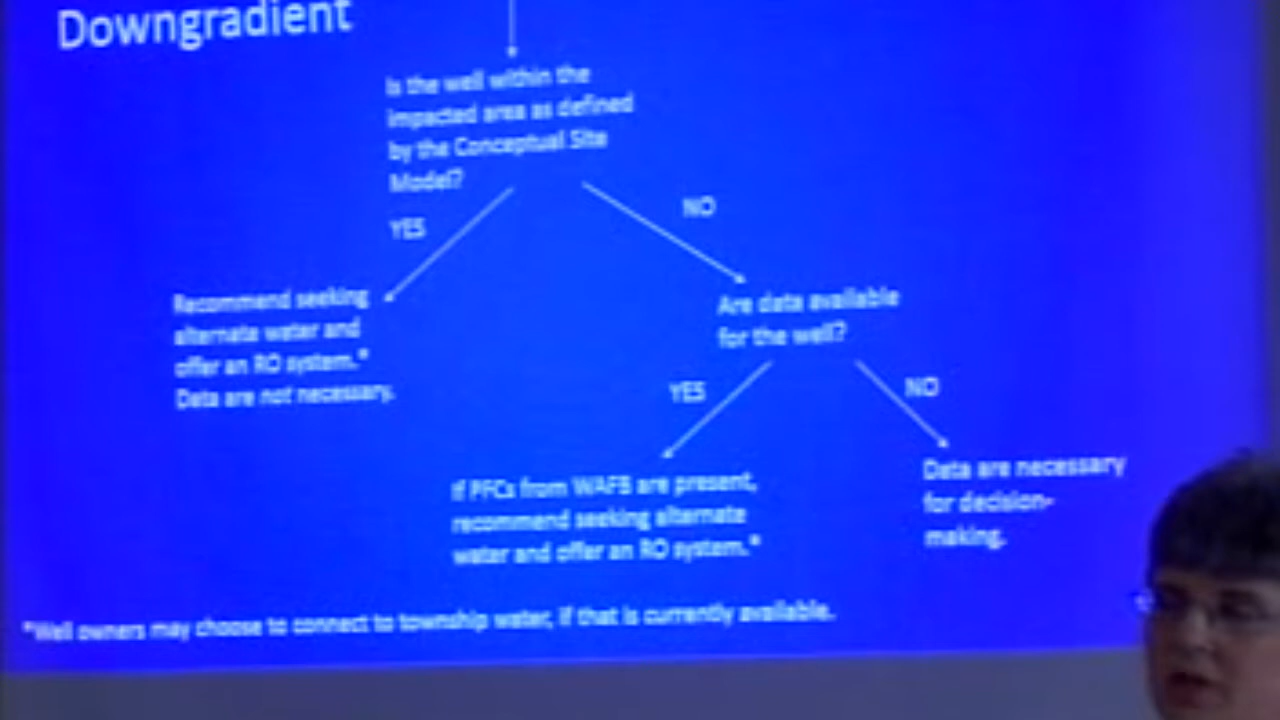 Downgradient
Is the well within the
impacted area as defined
by the Conceptual Site
Model?
YES
NO
Recommend seeking
alternate water and
offer an RO system.*
Data are not necessary.
Are data available
for the well?
YES
NO
If PFCs from WAFB are present,
recommend seeking alternate
water and offer an RO system.*
Data are necessary
for decision-
making.
*Well owners may choose to connect to township water, if that is currently available.